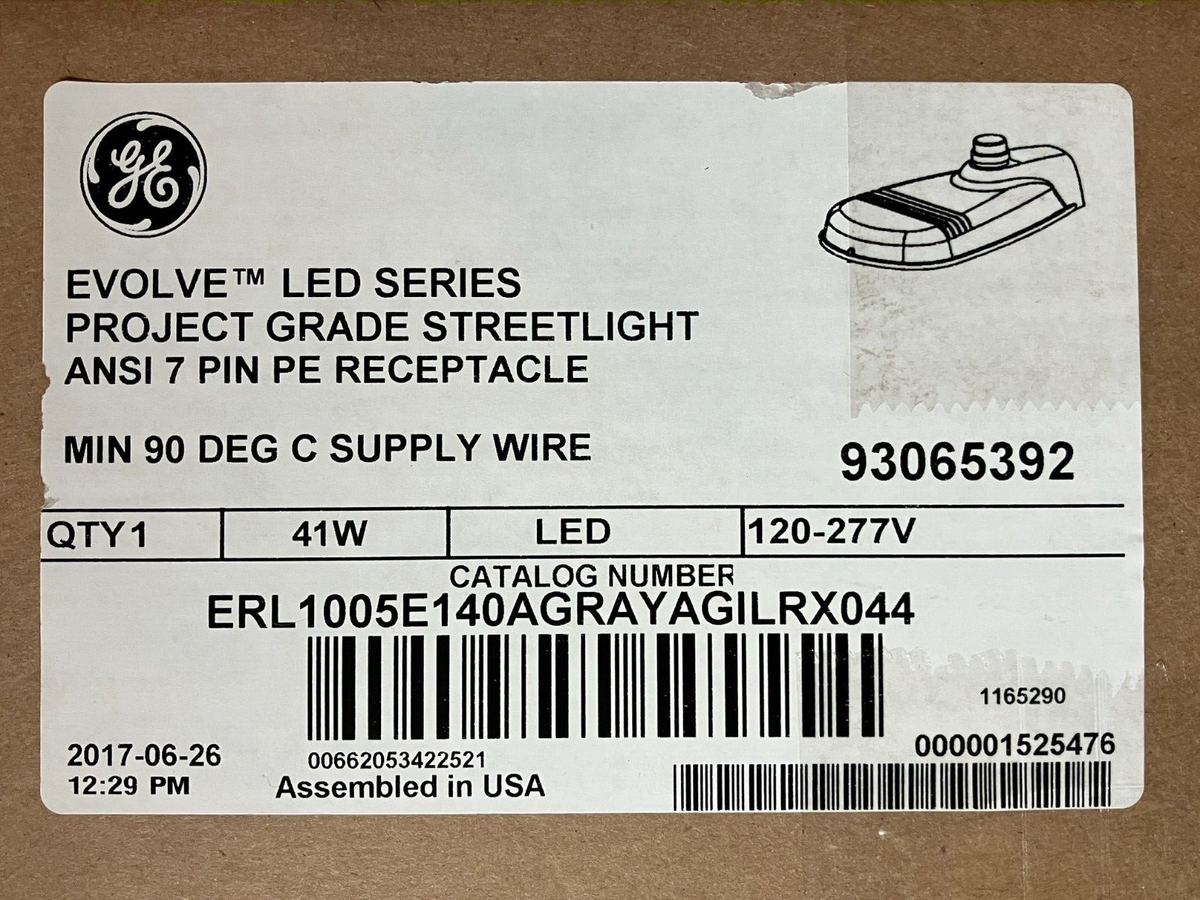 GE
EVOLVE™ LED SERIES
PROJECT GRADE STREETLIGHT
ANSI 7 PIN PE RECEPTACLE
MIN 90 DEG C SUPPLY WIRE
93065392
QTY1 41W LED 120-277V
CATALOG NUMBER
ERL1005E140AGRAYAGILRX044
1165290
2017-06-26
12:29 PM
00662053422521
Assembled in USA
000001525476